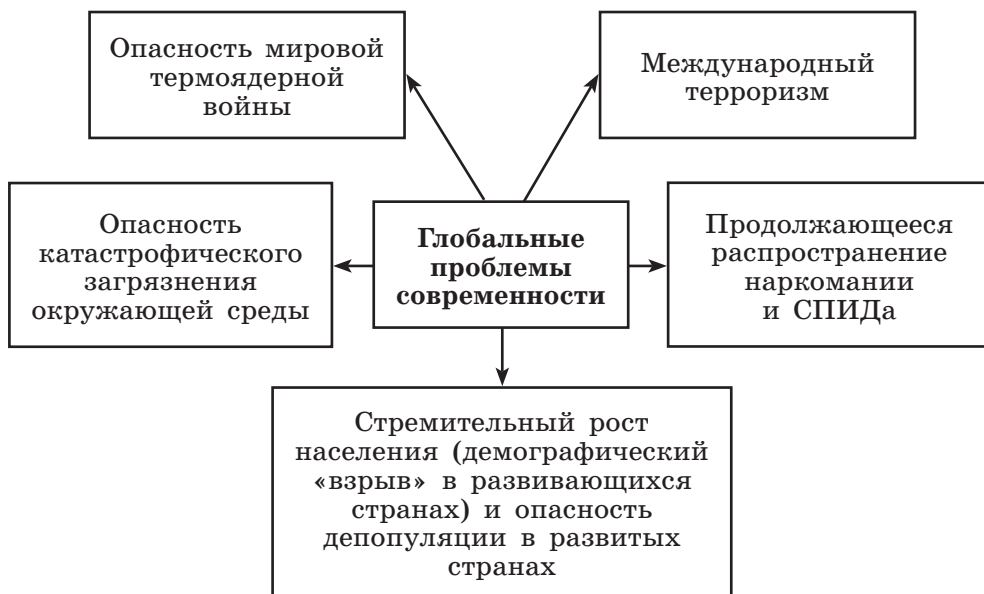 Опасность мировой
термоядерной
войны
Международный
терроризм
Опасность
катастрофического
загрязнения
окружающей среды
Глобальные
проблемы
современности
Продолжающееся
распространение
наркомании
и СПИДа
Стремительный рост
населения (демографический
«взрыв» в развивающихся
странах) и опасность
депопуляции в развитых
странах